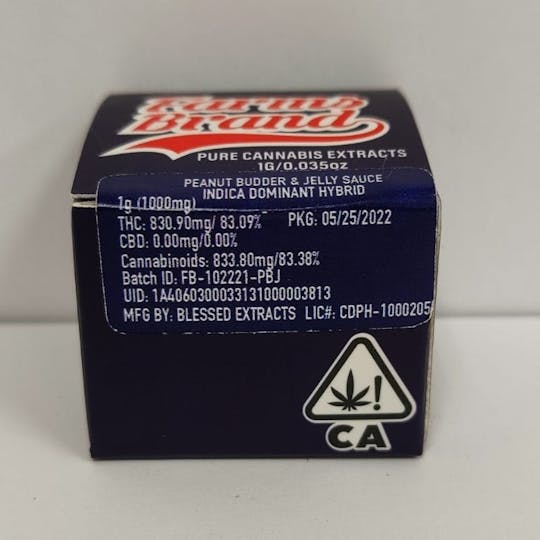 Farmz
Brand
PURE CANNABIS EXTRACTS
1G/0.035oz
PEANUT BUDDER & JELLY SAUCE
INDICA DOMINANT HYBRID
1g (1000mg)
THC: 830.90mg/ 83.09% PKG: 05/25/2022
CBD: 0.00mg/0.00%
Cannabinoids: 833.80mg/83.38%
Batch ID: FB-102221-PBJ
UID: 1A4060300033131000003813
MFG BY: BLESSED EXTRACTS LIC#: CDPH-1000205
!
CA